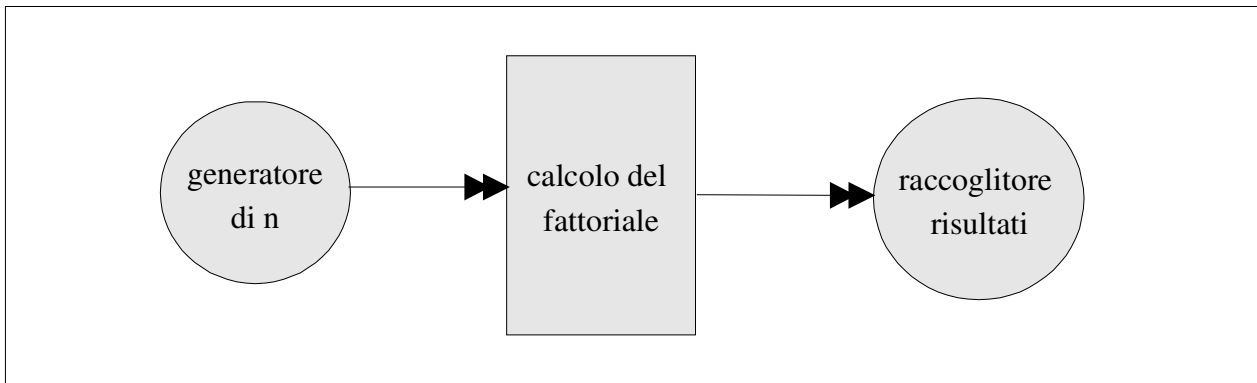 generatore
di n
calcolo del
fattoriale
raccoglitore
risultati